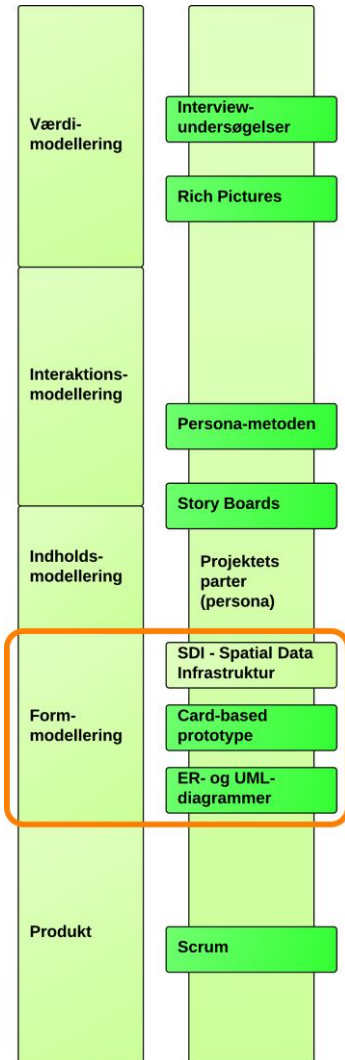 Værdi-
modellering
Interview-
undersøgelser
Rich Pictures
Interaktions-
modellering
Persona-metoden
Story Boards
Indholds-
modellering
Projektets
parter
(persona)
SDI - Spatial Data
Infrastruktur
Form-
modellering
Card-based
prototype
ER- og UML-
diagrammer
Produkt
Scrum